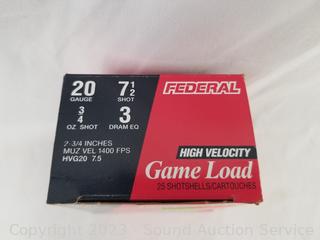 20 GAUGE
7 1/2 SHOT
3/4 OZ SHOT
3 DRAM EQ
2-3/4 INCHES
MUZ VEL 1400 FPS
HVG20 7.5
FEDERAL
HIGH VELOCITY
Game Load
25 SHOTSHELLS/CARTOUCHES
Copyright 2023 - Sound Auction Service